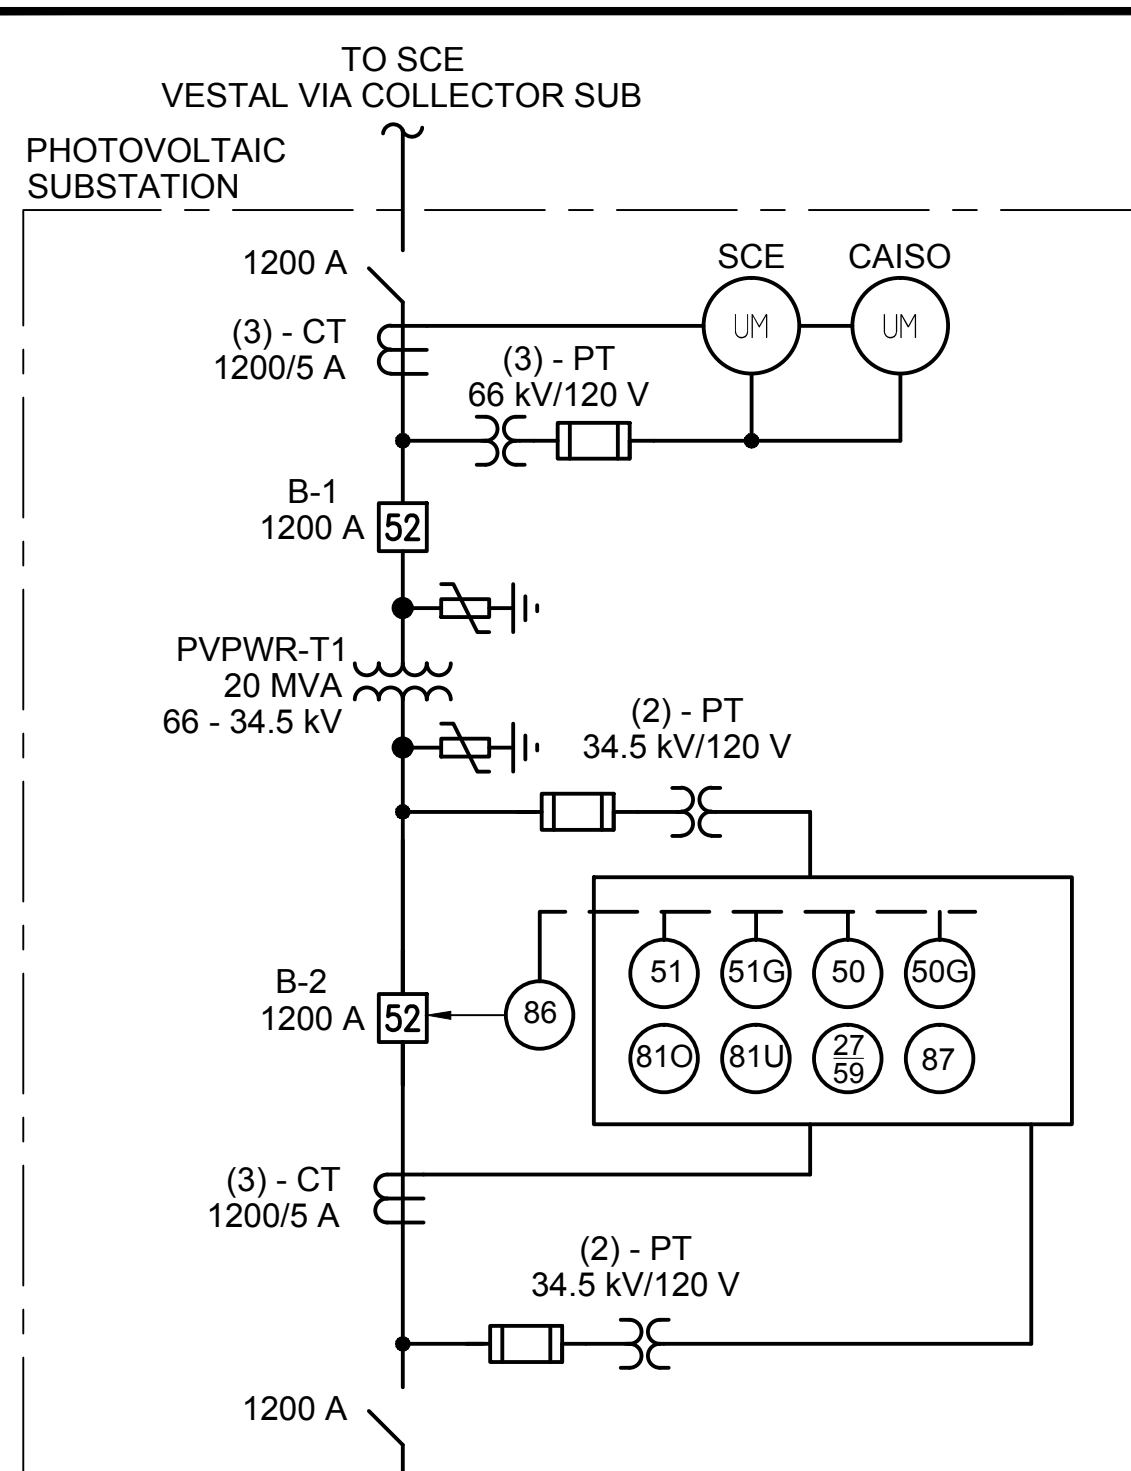 TO SCE
VESTAL VIA COLLECTOR SUB
PHOTOVOLTAIC
SUBSTATION
1200 A
SCE
CAISO
UM
UM
(3) - CT
1200/5 A
(3) - PT
66 kV/120 V
B-1
1200 A
52
PVPWR-T1
20 MVA
66 - 34.5 kV
(2) - PT
34.5 kV/120 V
51
51G
50
50G
B-2
1200 A
52
86
81O
81U
27
59
87
(3) - CT
1200/5 A
(2) - PT
34.5 kV/120 V
1200 A